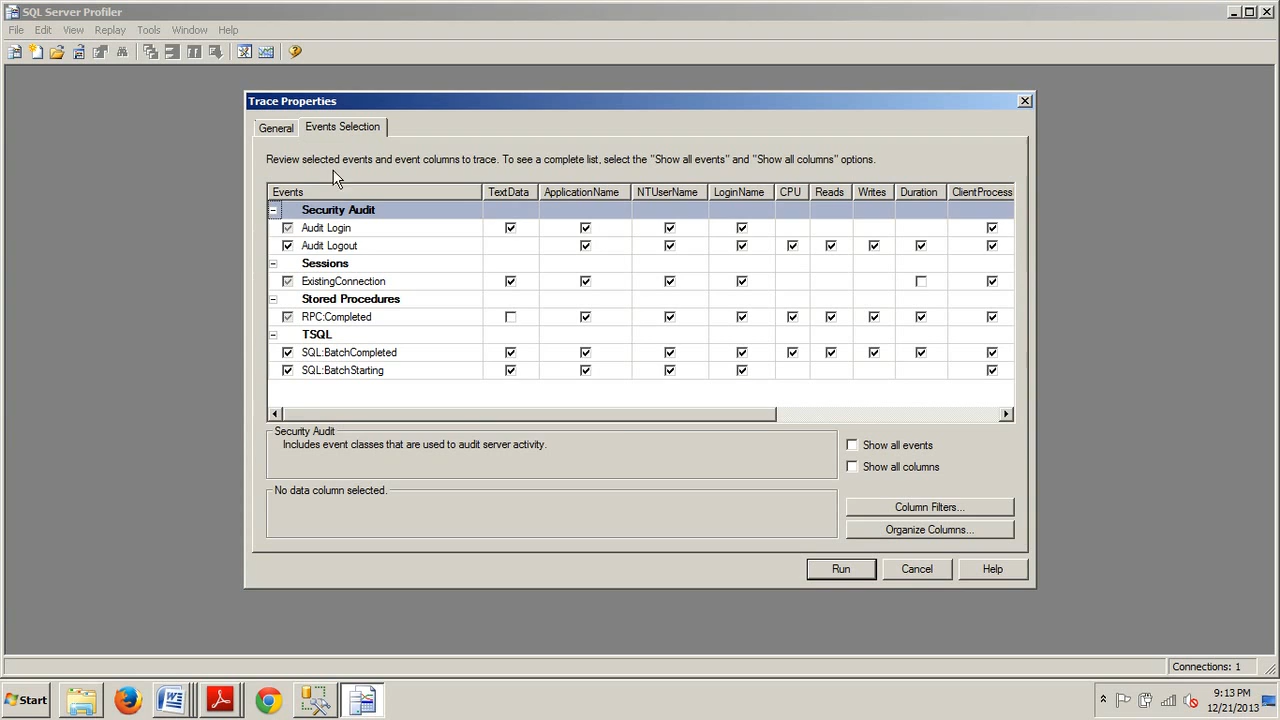 SQL Server Profiler
File Edit View Replay Tools Window Help
Trace Properties
General Events Selection
Review selected events and event columns to trace. To see a complete list, select the "Show all events" and "Show all columns" options.
Events TextData ApplicationName NTUserName LoginName CPU Reads Writes Duration ClientProcess
Security Audit
Audit Login
Audit Logout
Sessions
ExistingConnection
Stored Procedures
RPC:Completed
TSQL
SQL:BatchCompleted
SQL:BatchStarting
Security Audit
Includes event classes that are used to audit server activity.
Show all events
Show all columns
No data column selected.
Column Filters...
Organize Columns...
Run Cancel Help
Connections: 1
Start
9:13 PM
12/21/2013